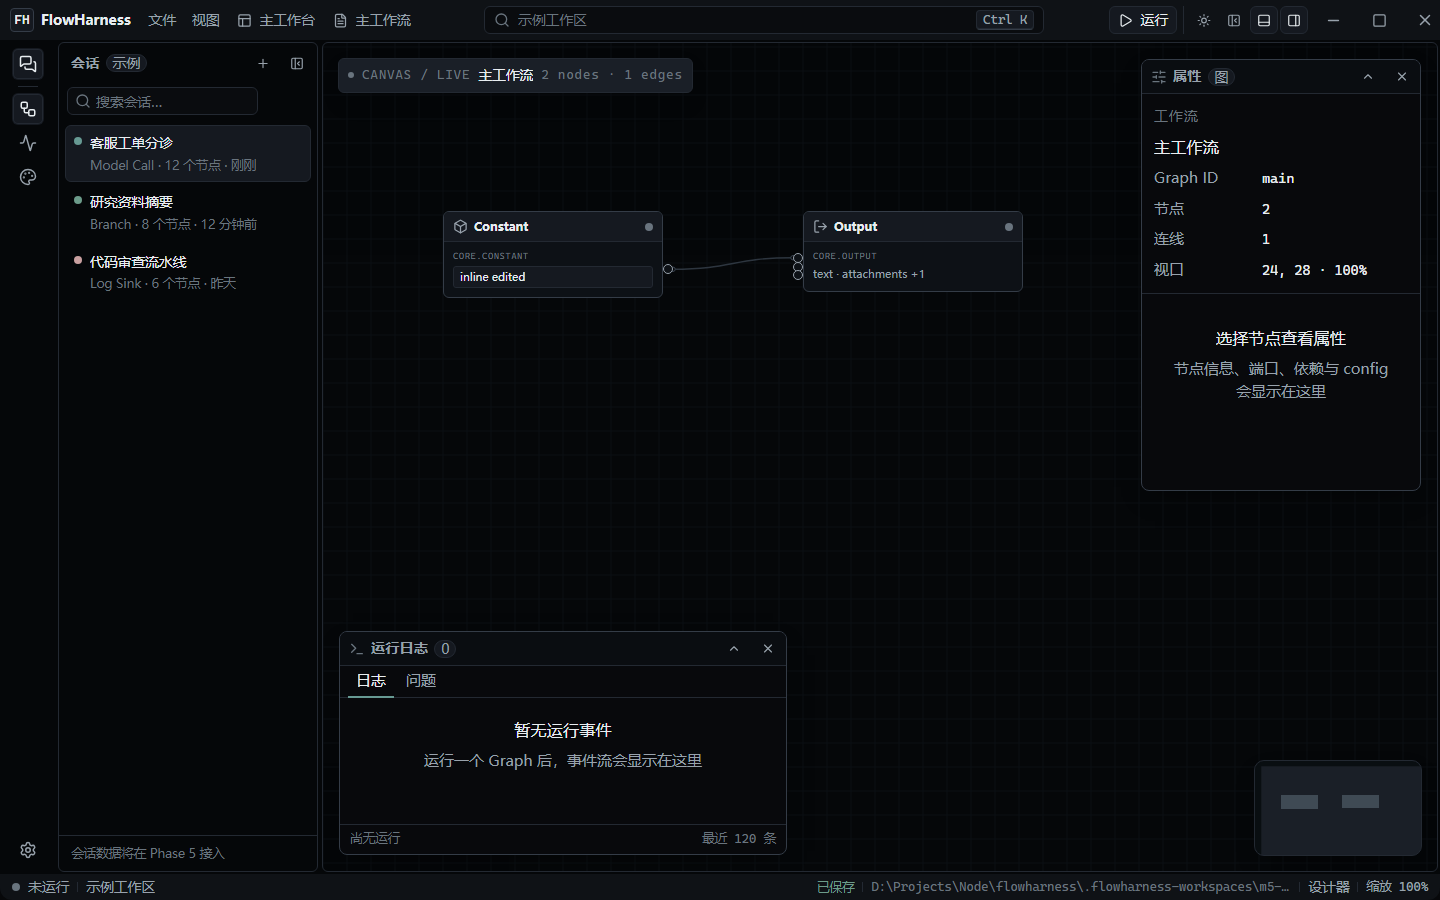 FH FlowHarness 文件 视图 主工作台 主工作流 示例工作区 Ctrl K 运行
会话 示例
搜索会话...
客服工单分诊
Model Call · 12 个节点 · 刚刚
研究资料摘要
Branch · 8 个节点 · 12 分钟前
代码审查流水线
Log Sink · 6 个节点 · 昨天
会话数据将在 Phase 5 接入
CANVAS / LIVE 主工作流 2 nodes · 1 edges
Constant
CORE.CONSTANT
inline edited
Output
CORE.OUTPUT
text · attachments +1
属性 图
工作流
主工作流
Graph ID main
节点 2
连线 1
视口 24, 28 · 100%
选择节点查看属性
节点信息、端口、依赖与 config
会显示在这里
运行日志 0
日志 问题
暂无运行事件
运行一个 Graph 后，事件流会显示在这里
尚无运行 最近 120 条
未运行 示例工作区 已保存 D:\Projects\Node\flowharness\.flowharness-workspaces\m5-… 设计器 缩放 100%